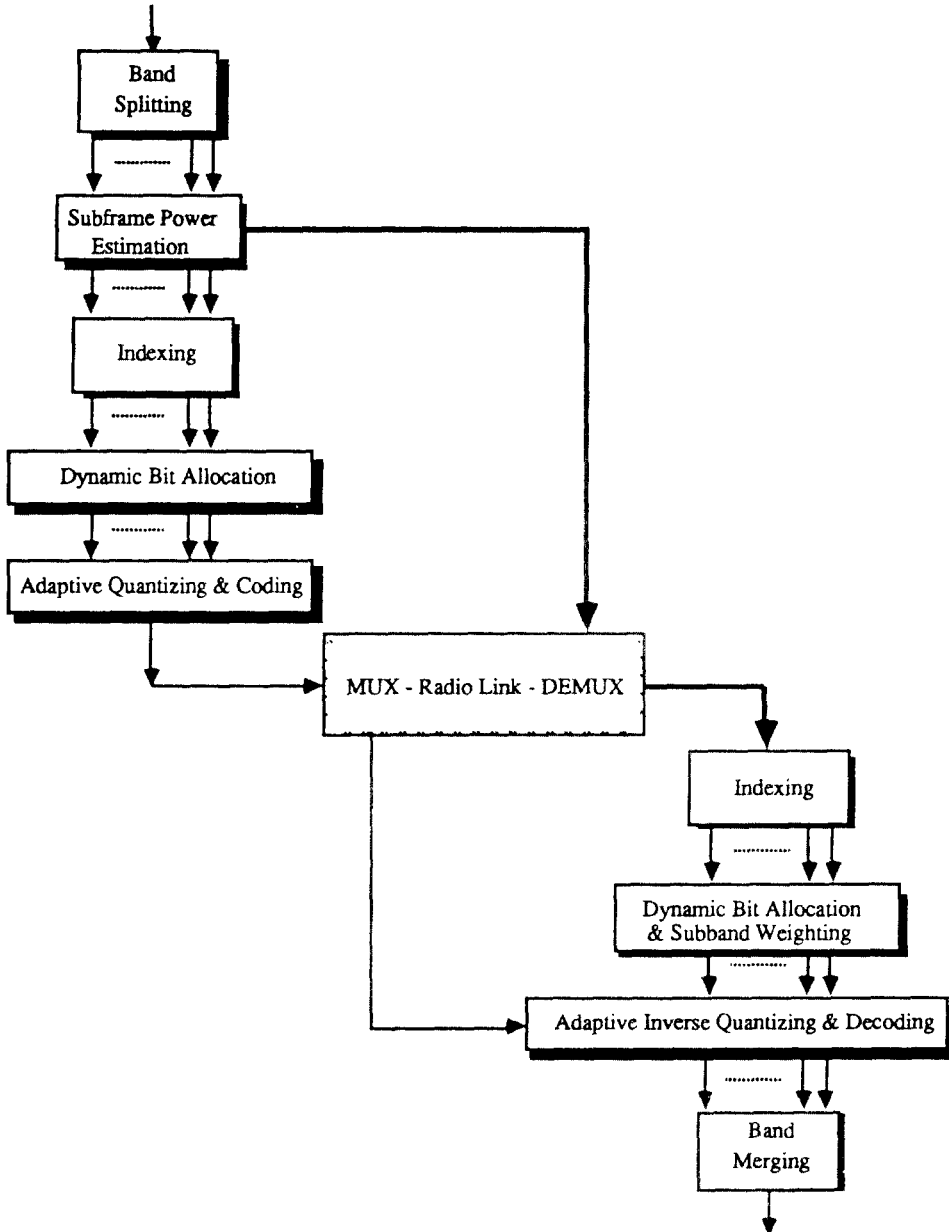 Band
Splitting
Subframe Power
Estimation
Indexing
Dynamic Bit Allocation
Adaptive Quantizing & Coding
MUX - Radio Link - DEMUX
Indexing
Dynamic Bit Allocation
& Subband Weighting
Adaptive Inverse Quantizing & Decoding
Band
Merging